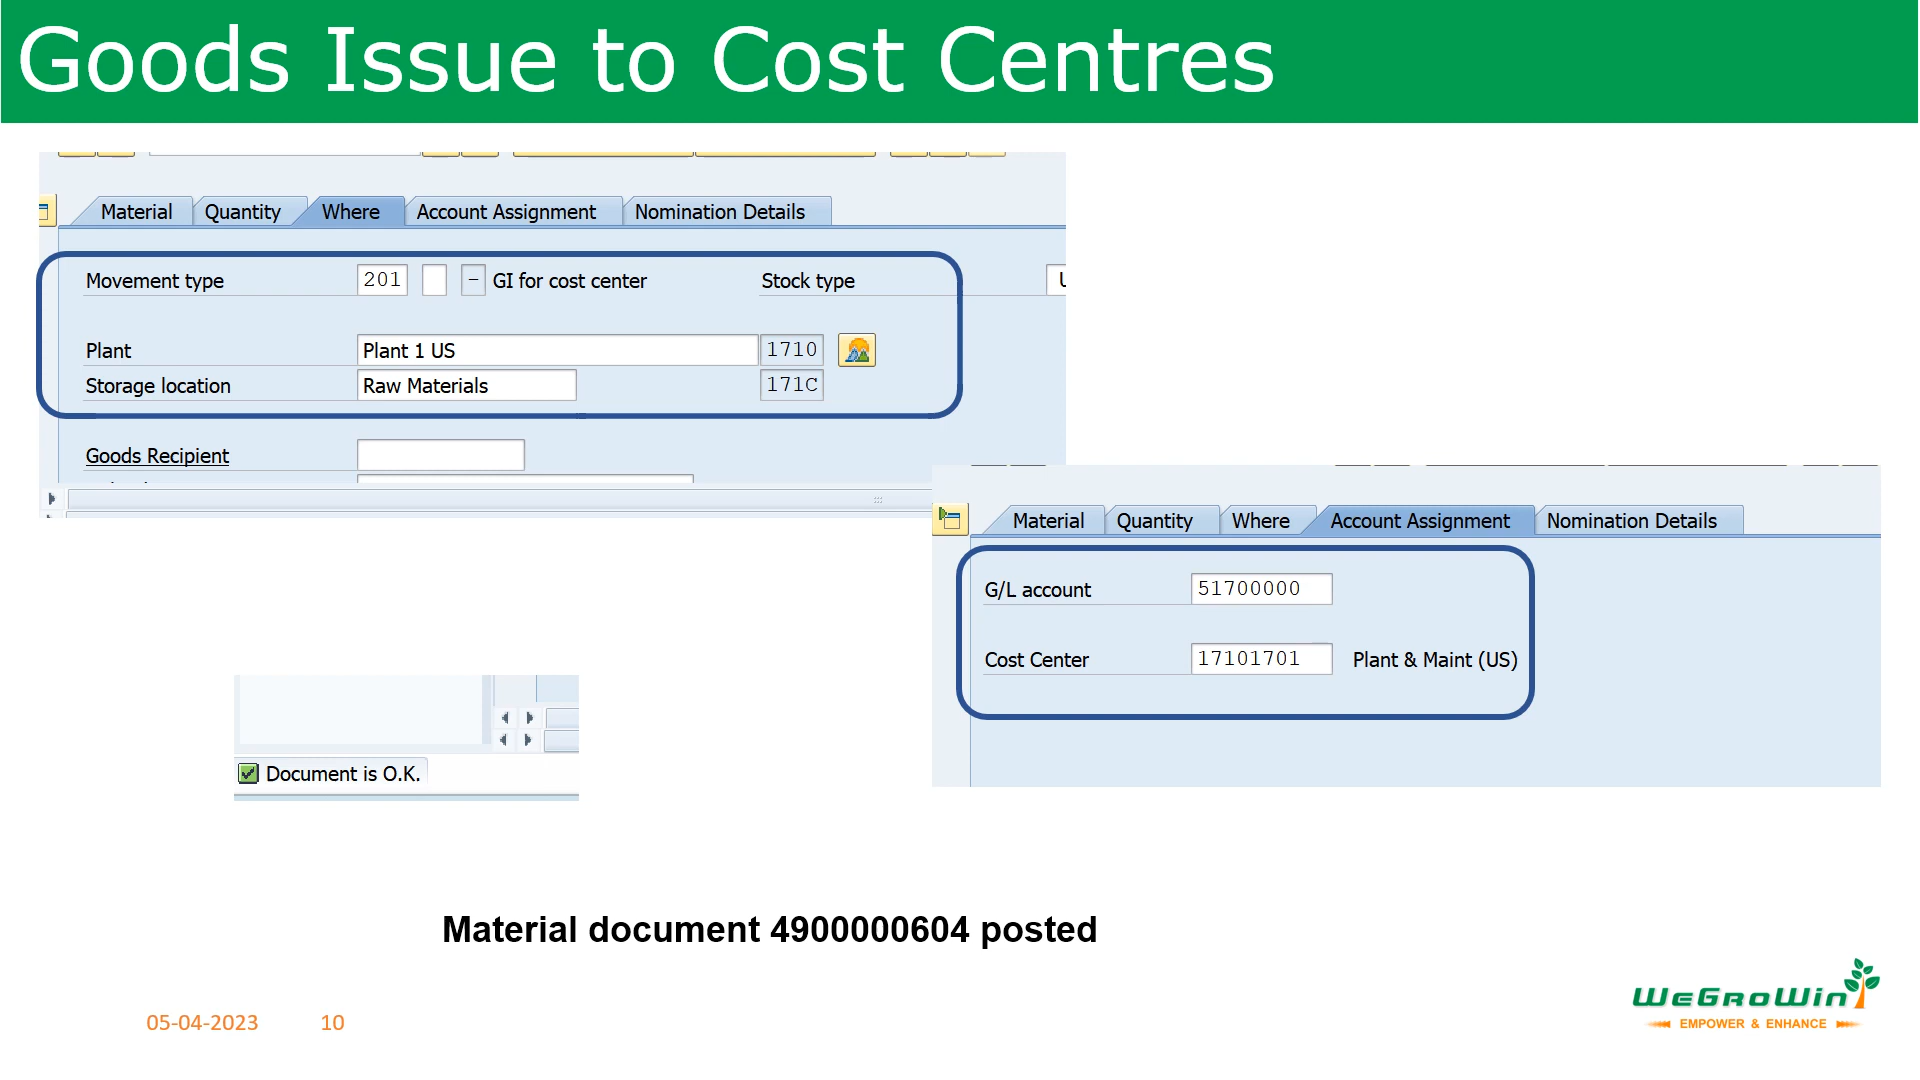 Goods Issue to Cost Centres
Material Quantity Where Account Assignment Nomination Details
Movement type 201 - GI for cost center Stock type
Plant Plant 1 US 1710
Storage location Raw Materials 171C
Goods Recipient
Material Quantity Where Account Assignment Nomination Details
G/L account 51700000
Cost Center 17101701 Plant & Maint (US)
Document is O.K.
Material document 4900000604 posted
05-04-2023 10
WeGroWin
EMPOWER & ENHANCE